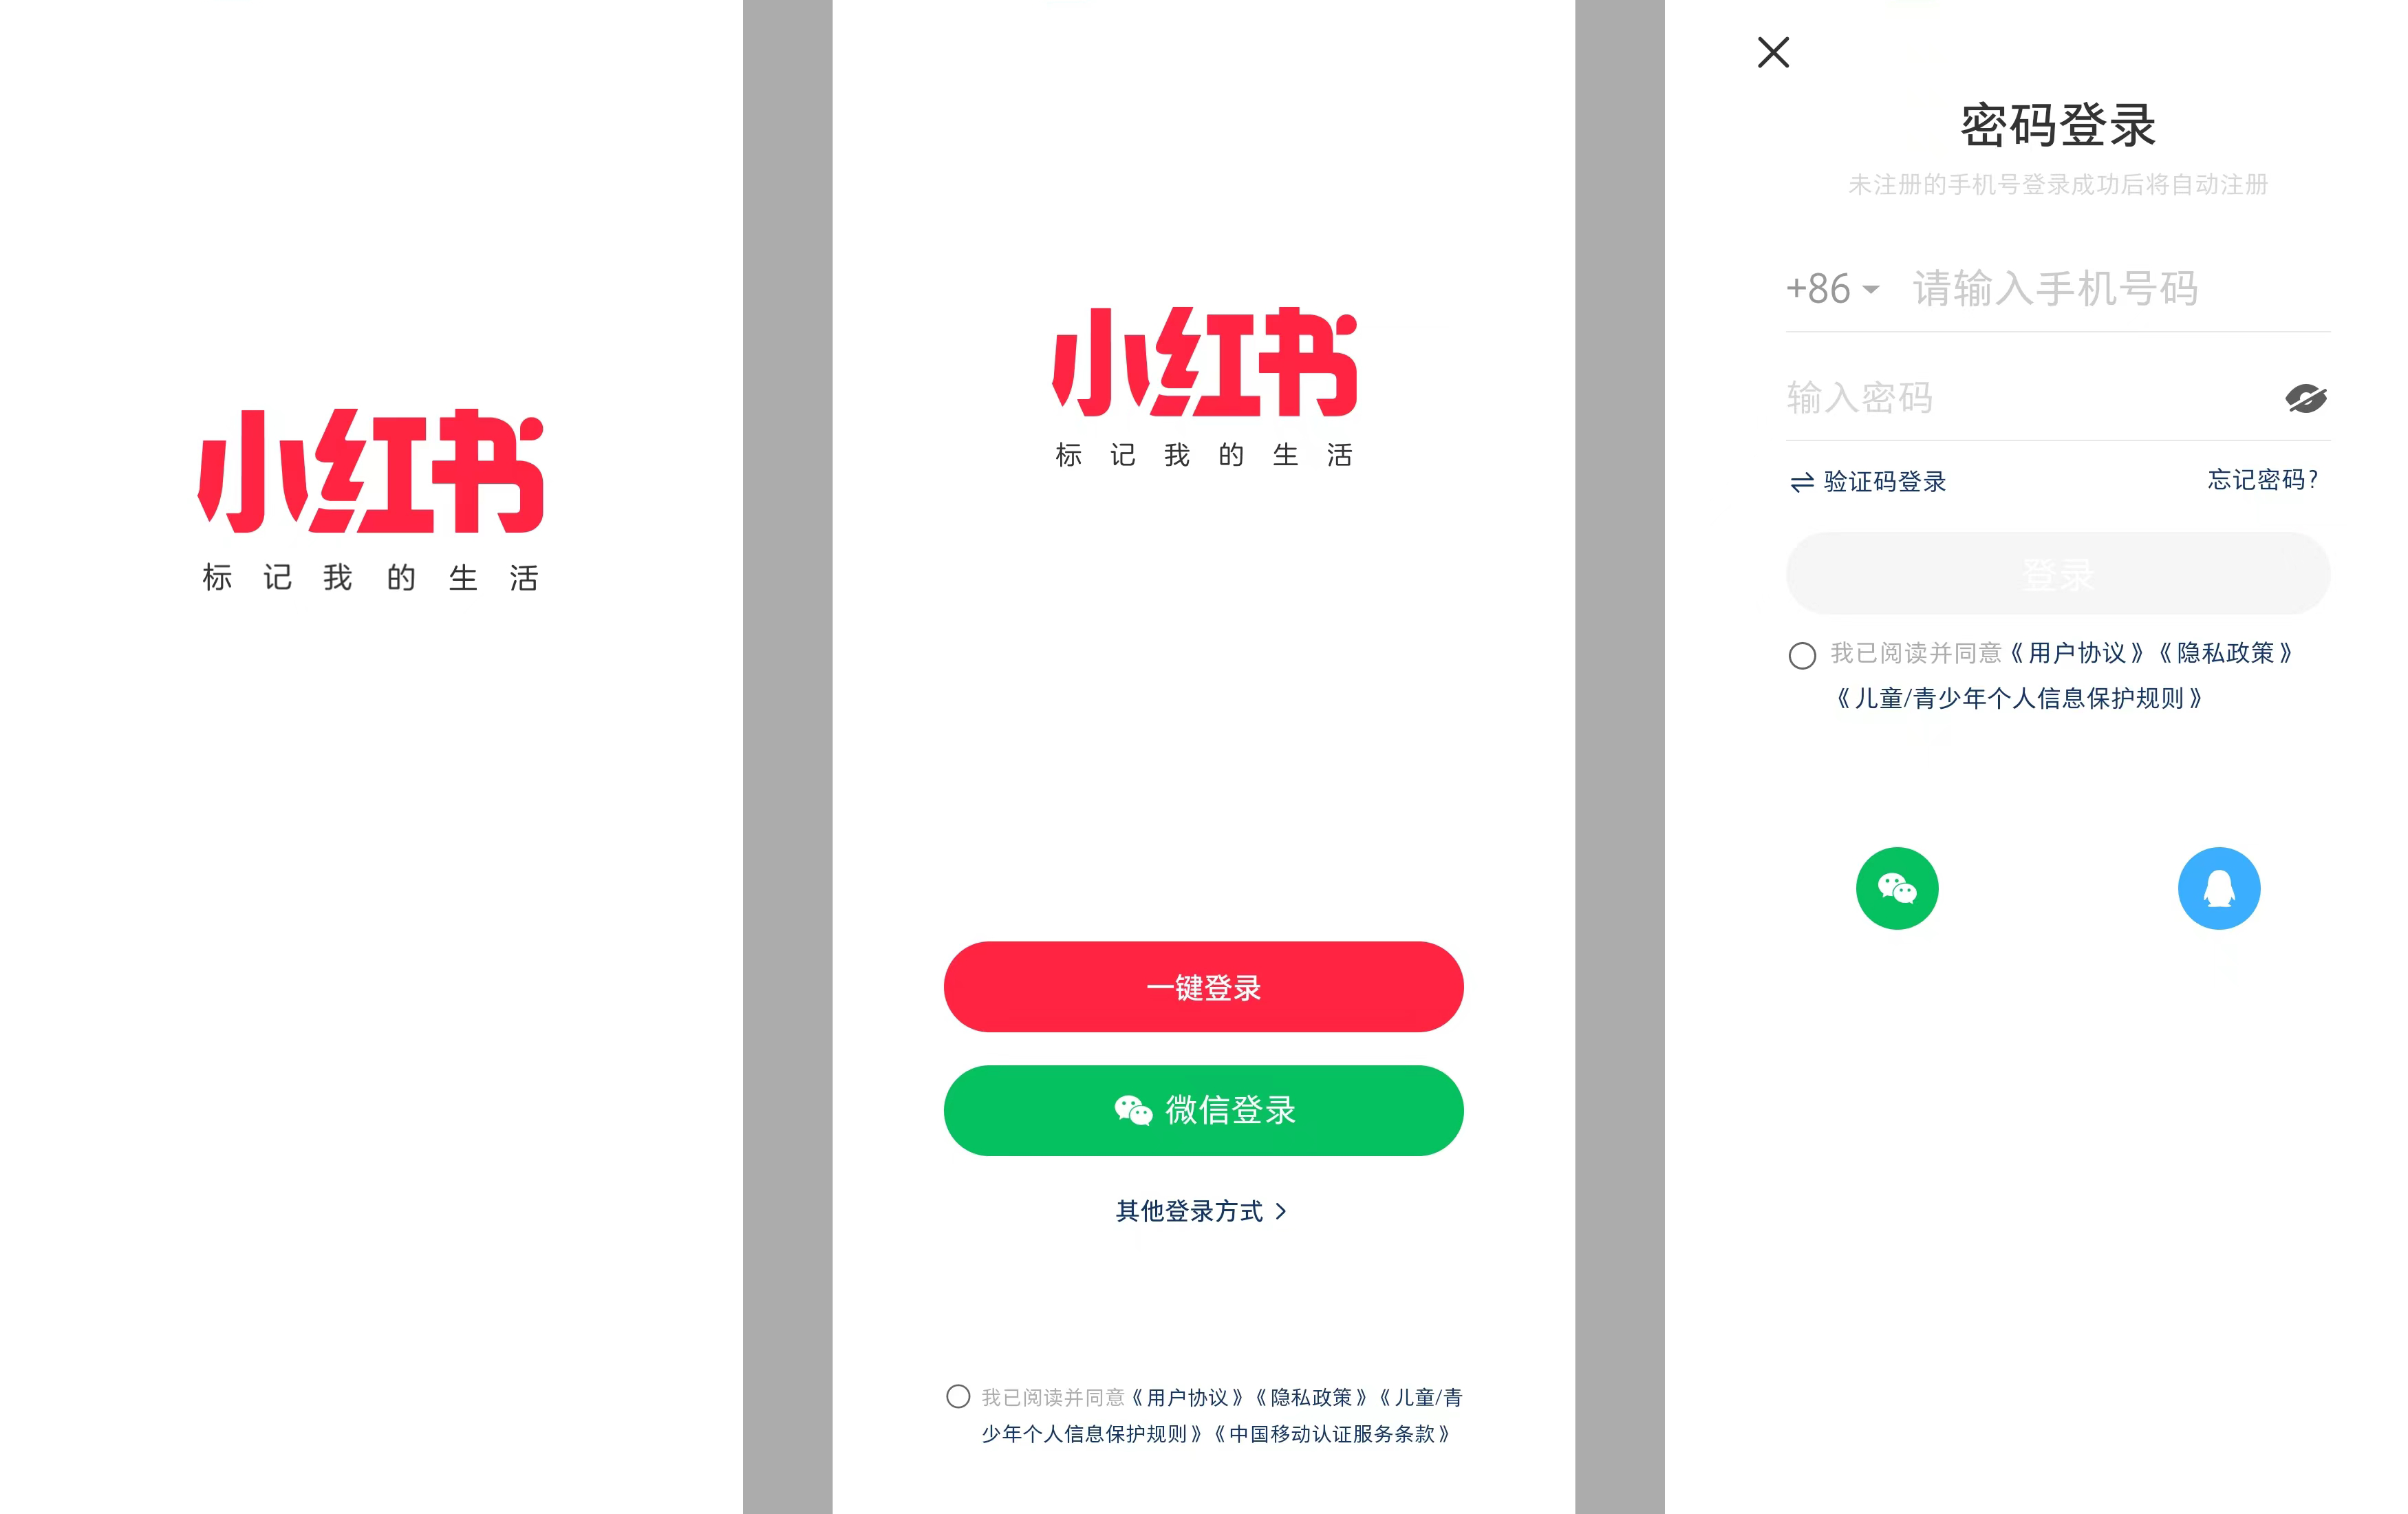 小红书
标记我的生活
小红书
标记我的生活
一键登录
微信登录
其他登录方式
我已阅读并同意《用户协议》《隐私政策》《儿童/青
少年个人信息保护规则》《中国移动认证服务条款》
密码登录
未注册的手机号登录成功后将自动注册
+86 请输入手机号码
输入密码
验证码登录 忘记密码?
登录
我已阅读并同意《用户协议》《隐私政策》
《儿童/青少年个人信息保护规则》